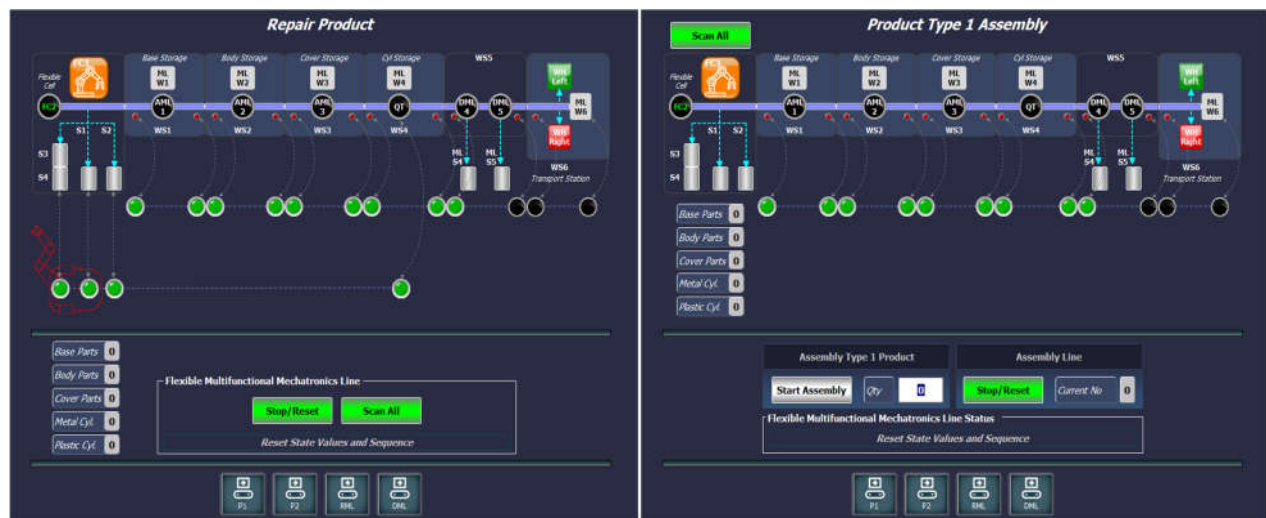 Repair Product
Base Storage
Body Storage
Cover Storage
Cyl Storage
WS5
FC1
ML W1
ML W2
ML W3
ML W4
WH Left
Flexible Cell
FC2
AML 1
AML 2
AML 3
QT
DML 4
DML 5
ML W6
S1
S2
WS1
WS2
WS3
WS4
WH Right
S3
S4
ML S4
ML S5
WS6
Transport Station
Base Parts 0
Body Parts 0
Cover Parts 0
Metal Cyl. 0
Plastic Cyl. 0
Flexible Multifunctional Mechatronics Line
Stop/Reset
Scan All
Reset State Values and Sequence
P1
P2
RML
DML
Product Type 1 Assembly
Scan All
Base Storage
Body Storage
Cover Storage
Cyl Storage
WS5
FC1
ML W1
ML W2
ML W3
ML W4
WH Left
Flexible Cell
FC2
AML 1
AML 2
AML 3
QT
DML 4
DML 5
ML W6
S1
S2
WS1
WS2
WS3
WS4
WH Right
S3
S4
ML S4
ML S5
WS6
Transport Station
Base Parts 0
Body Parts 0
Cover Parts 0
Metal Cyl. 0
Plastic Cyl. 0
Assembly Type 1 Product
Assembly Line
Start Assembly
Qty 0
Stop/Reset
Current No 0
Flexible Multifunctional Mechatronics Line Status
Reset State Values and Sequence
P1
P2
RML
DML